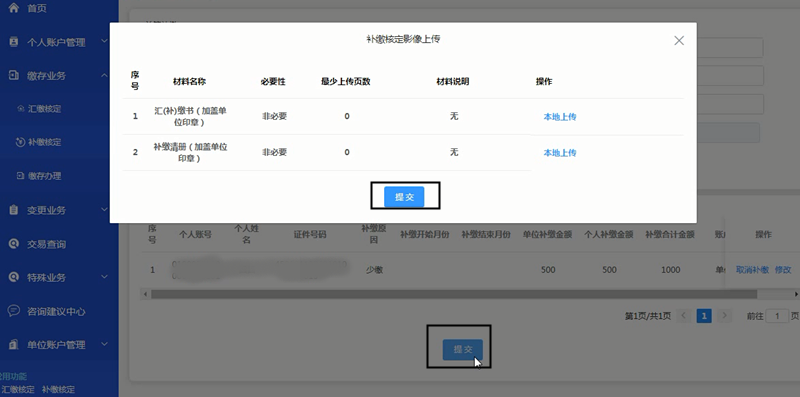 首页
个人账户管理
缴存业务
汇缴核定
补缴核定
缴存办理
变更业务
交易查询
特殊业务
咨询建议中心
单位账户管理
用功能
汇缴核定 补缴核定
补缴核定影像上传
序号 材料名称 必要性 最少上传页数 材料说明 操作
1 汇(补)缴书（加盖单
位印章） 非必要 0 无 本地上传
2 补缴清册（加盖单位
印章） 非必要 0 无 本地上传
提 交
序号 个人账号 个人姓名 证件号码 补缴原因 补缴开始月份 补缴结束月份 单位补缴金额 个人补缴金额 补缴合计金额 账 操作
1 少缴 500 500 1000 单 取消补缴 修改
第1页/共1页 1 前往 1 页
提 交